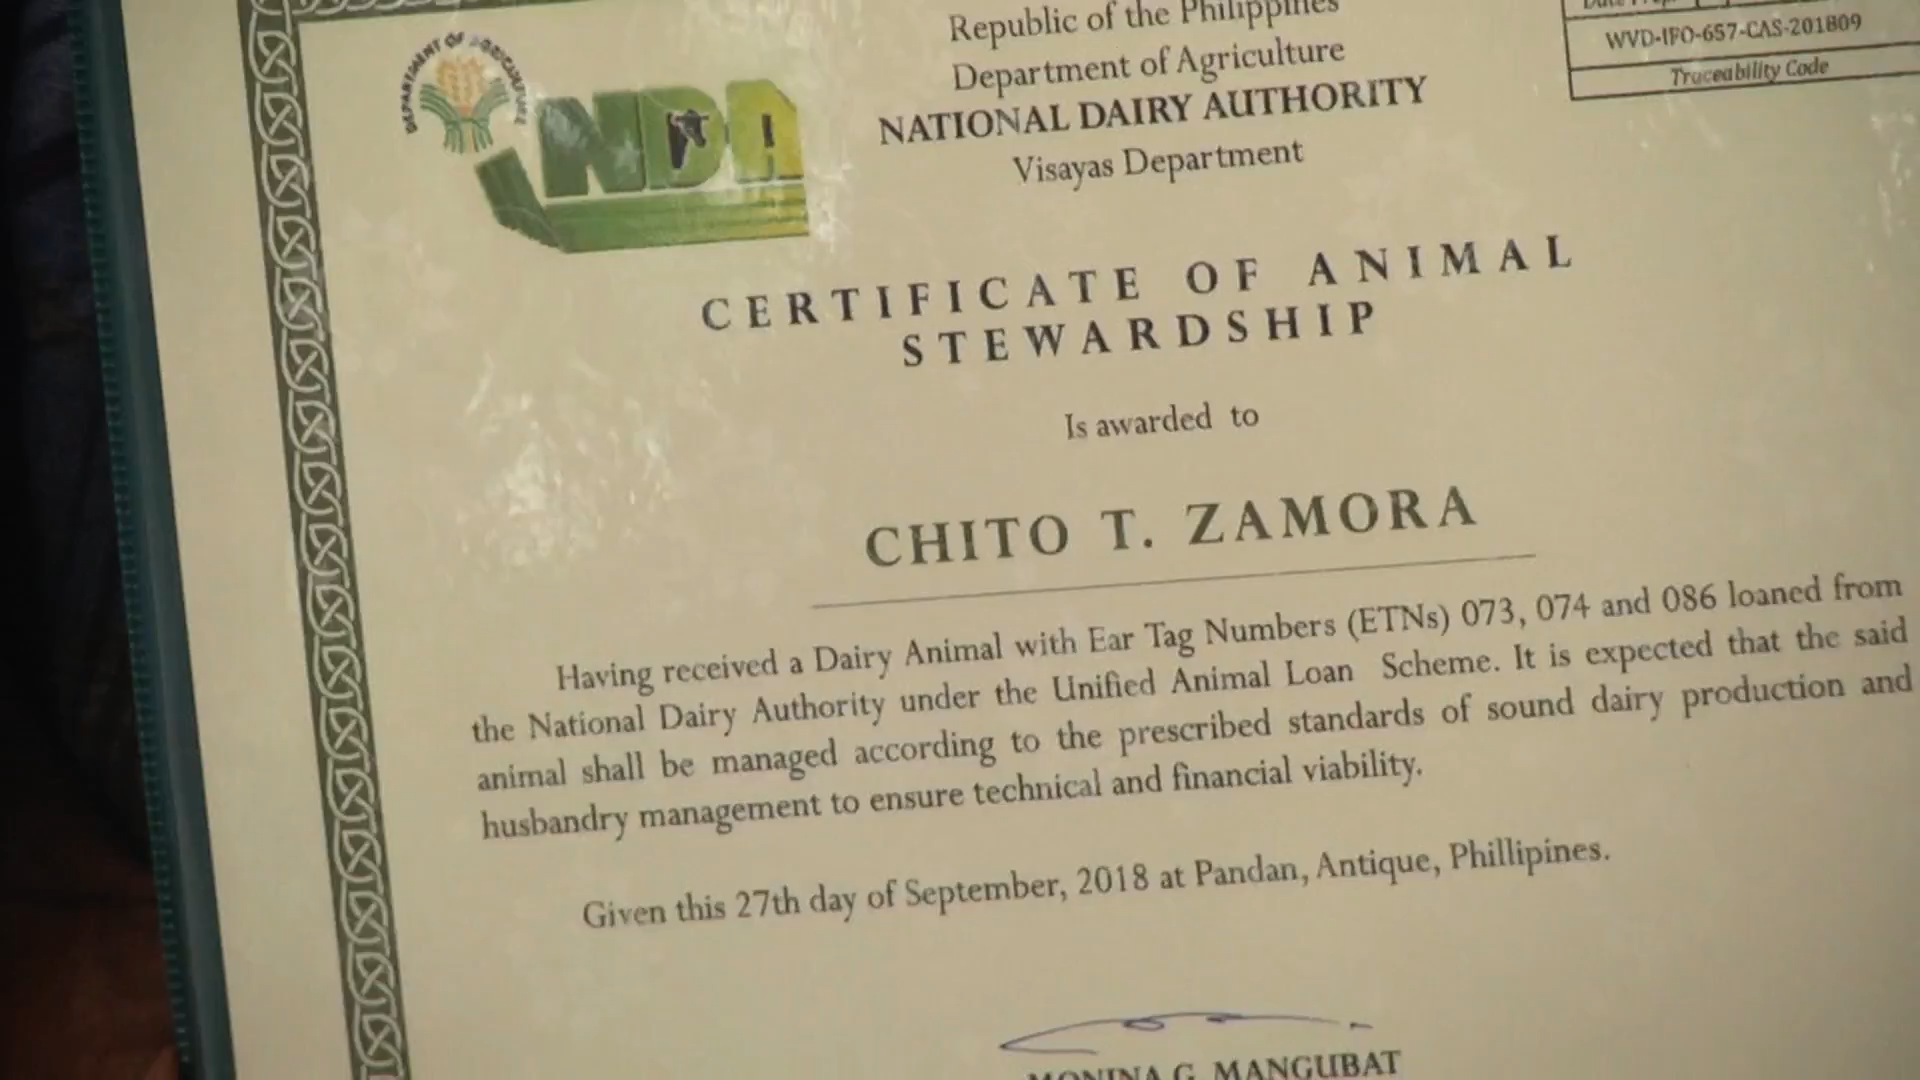 DEPARTMENT OF AGRICULTURE
NDA
Republic of the Philippines
Department of Agriculture
NATIONAL DAIRY AUTHORITY
Visayas Department
WVD-IFO-657-CAS-201809
Traceability Code
CERTIFICATE OF ANIMAL
STEWARDSHIP
Is awarded to
CHITO T. ZAMORA
Having received a Dairy Animal with Ear Tag Numbers (ETNs) 073, 074 and 086 loaned from
the National Dairy Authority under the Unified Animal Loan Scheme. It is expected that the said
animal shall be managed according to the prescribed standards of sound dairy production and
husbandry management to ensure technical and financial viability.
Given this 27th day of September, 2018 at Pandan, Antique, Phillipines.
MONINA G. MANGUBAT